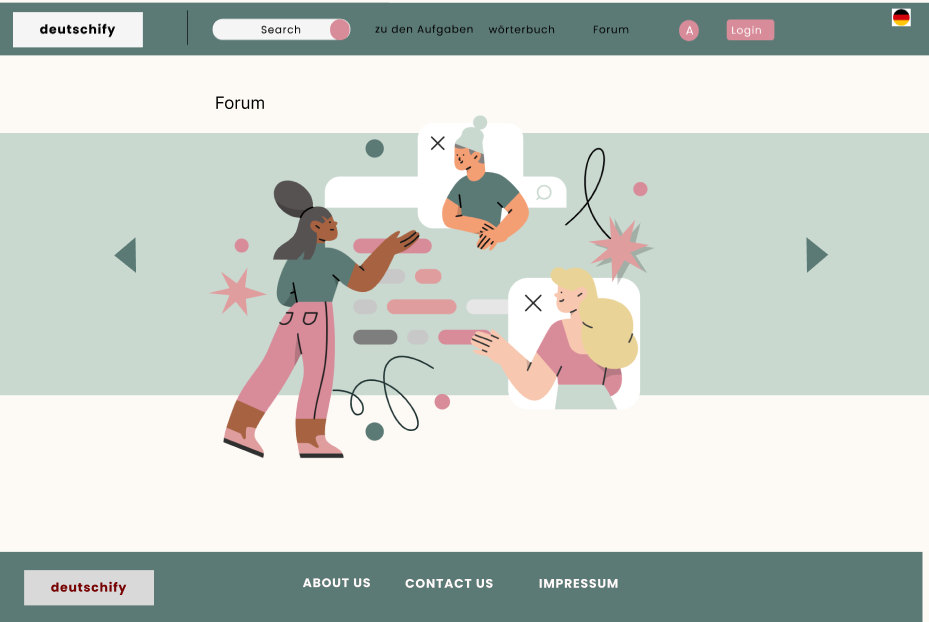 deutschify
Search
zu den Aufgaben
wörterbuch
Forum
A
LogIn
Forum
deutschify
ABOUT US
CONTACT US
IMPRESSUM